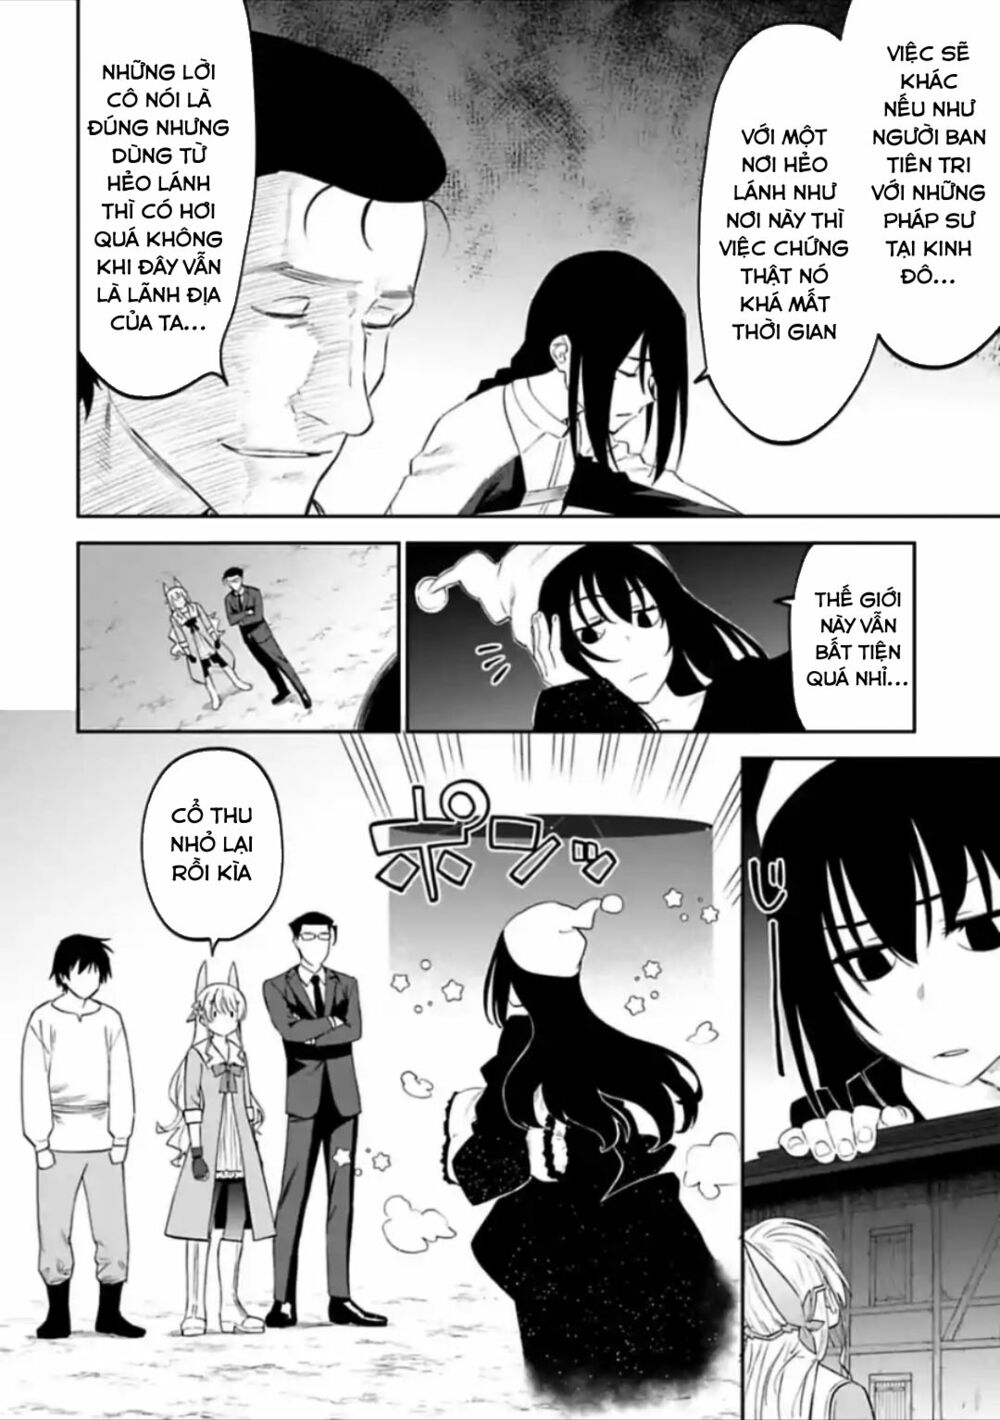 VIỆC SẼ
KHÁC
NẾU NHƯ
NGƯỜI BAN
TIÊN TRI
VỚI NHỮNG
PHÁP SƯ
TẠI KINH
ĐÔ...
VỚI MỘT
NƠI HẺO
LÁNH NHƯ
NƠI NÀY THÌ
VIỆC CHỨNG
THẬT NÓ
KHÁ MẤT
THỜI GIAN
NHỮNG LỜI
CÔ NÓI LÀ
ĐÚNG NHƯNG
DÙNG TỪ
HẺO LÁNH
THÌ CÓ HƠI
QUÁ KHÔNG
KHI ĐÂY VẪN
LÀ LÃNH ĐỊA
CỦA TA...
THẾ GIỚI
NÀY VẪN
BẤT TIỆN
QUÁ NHỈ...
じーっ
ポンッ
CỔ THU
NHỎ LẠI
RỒI KÌA